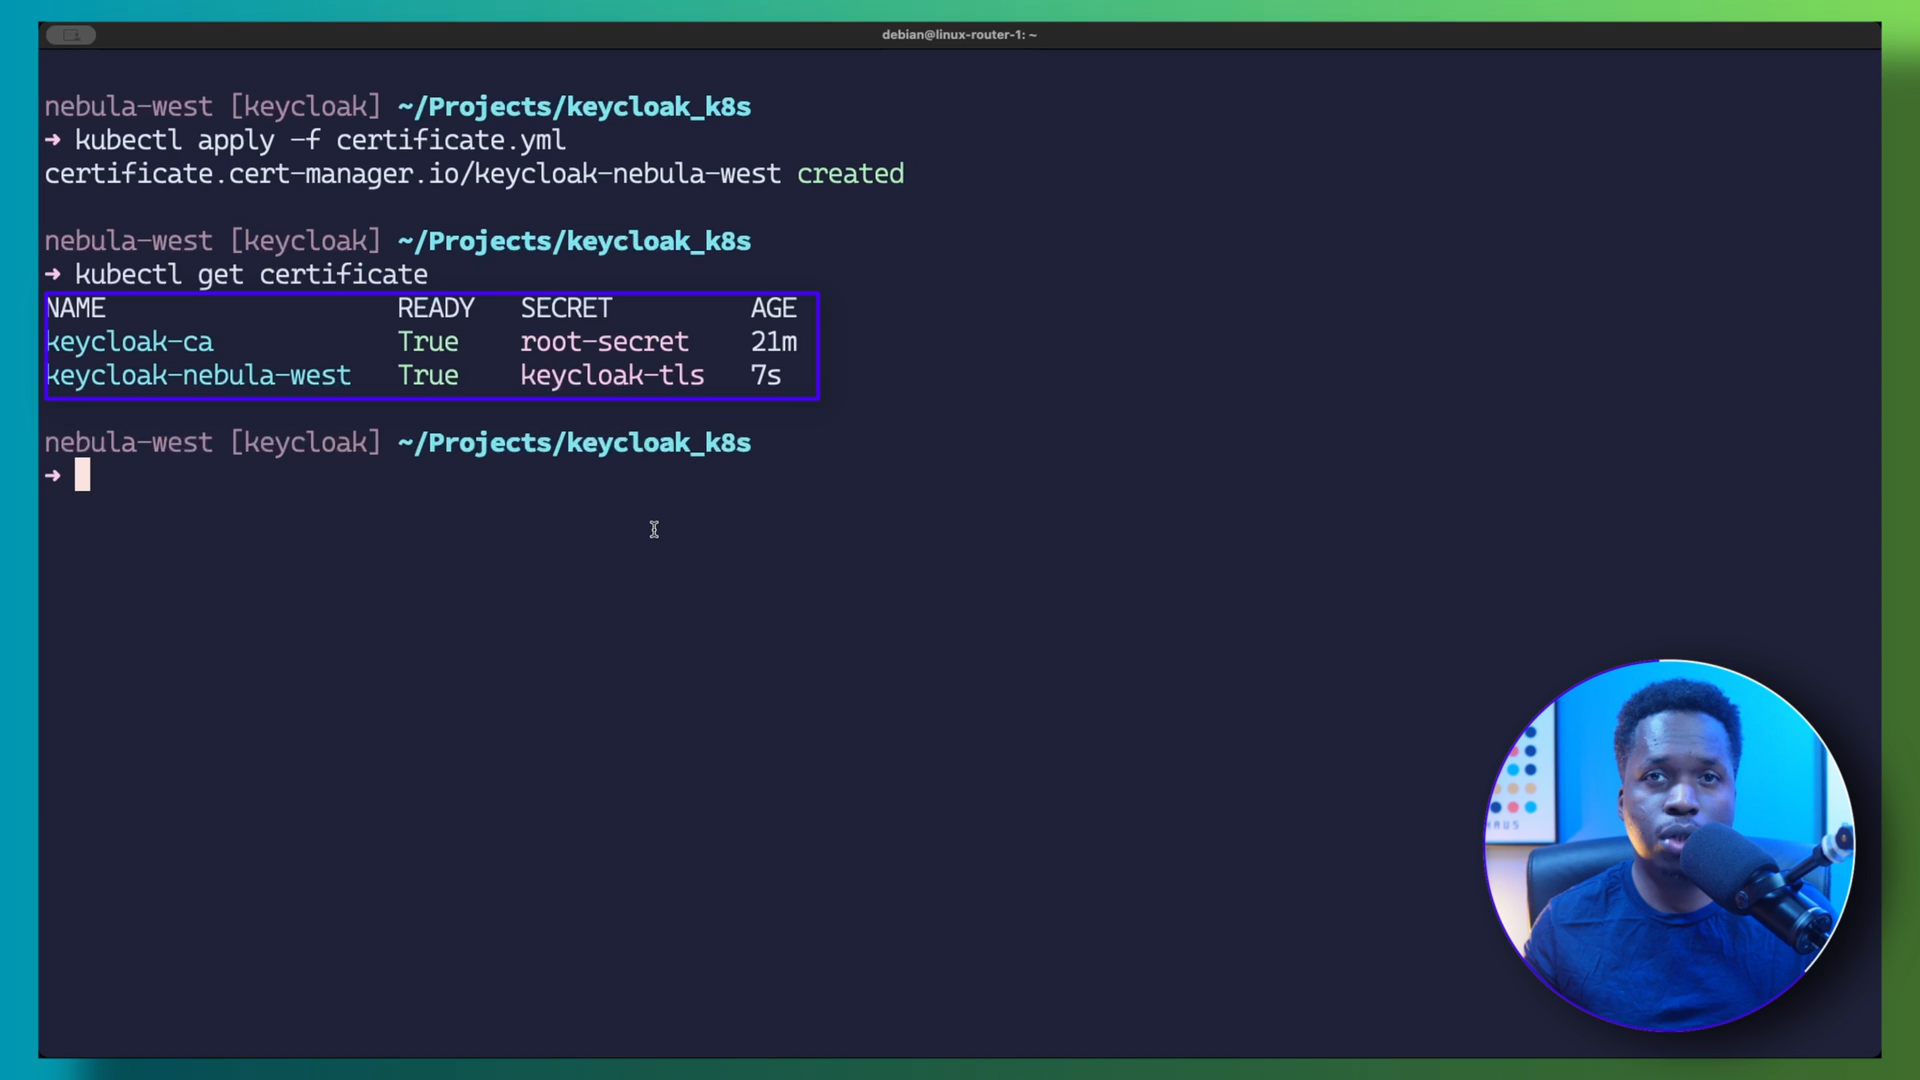 debian@linux-router-1: ~
nebula-west [keycloak] ~/Projects/keycloak_k8s
➜ kubectl apply -f certificate.yml
certificate.cert-manager.io/keycloak-nebula-west created
nebula-west [keycloak] ~/Projects/keycloak_k8s
➜ kubectl get certificate
NAME READY SECRET AGE
keycloak-ca True root-secret 21m
keycloak-nebula-west True keycloak-tls 7s
nebula-west [keycloak] ~/Projects/keycloak_k8s
➜